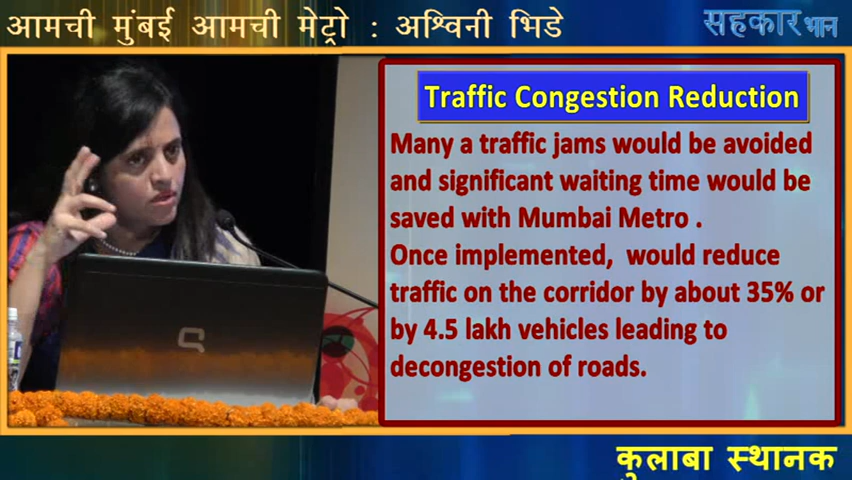 आमची मुंबई आमची मेट्रो : अश्विनी भिडे
सहकार भान
Traffic Congestion Reduction
Many a traffic jams would be avoided
and significant waiting time would be
saved with Mumbai Metro .
Once implemented, would reduce
traffic on the corridor by about 35% or
by 4.5 lakh vehicles leading to
decongestion of roads.
कुलाबा स्थानक